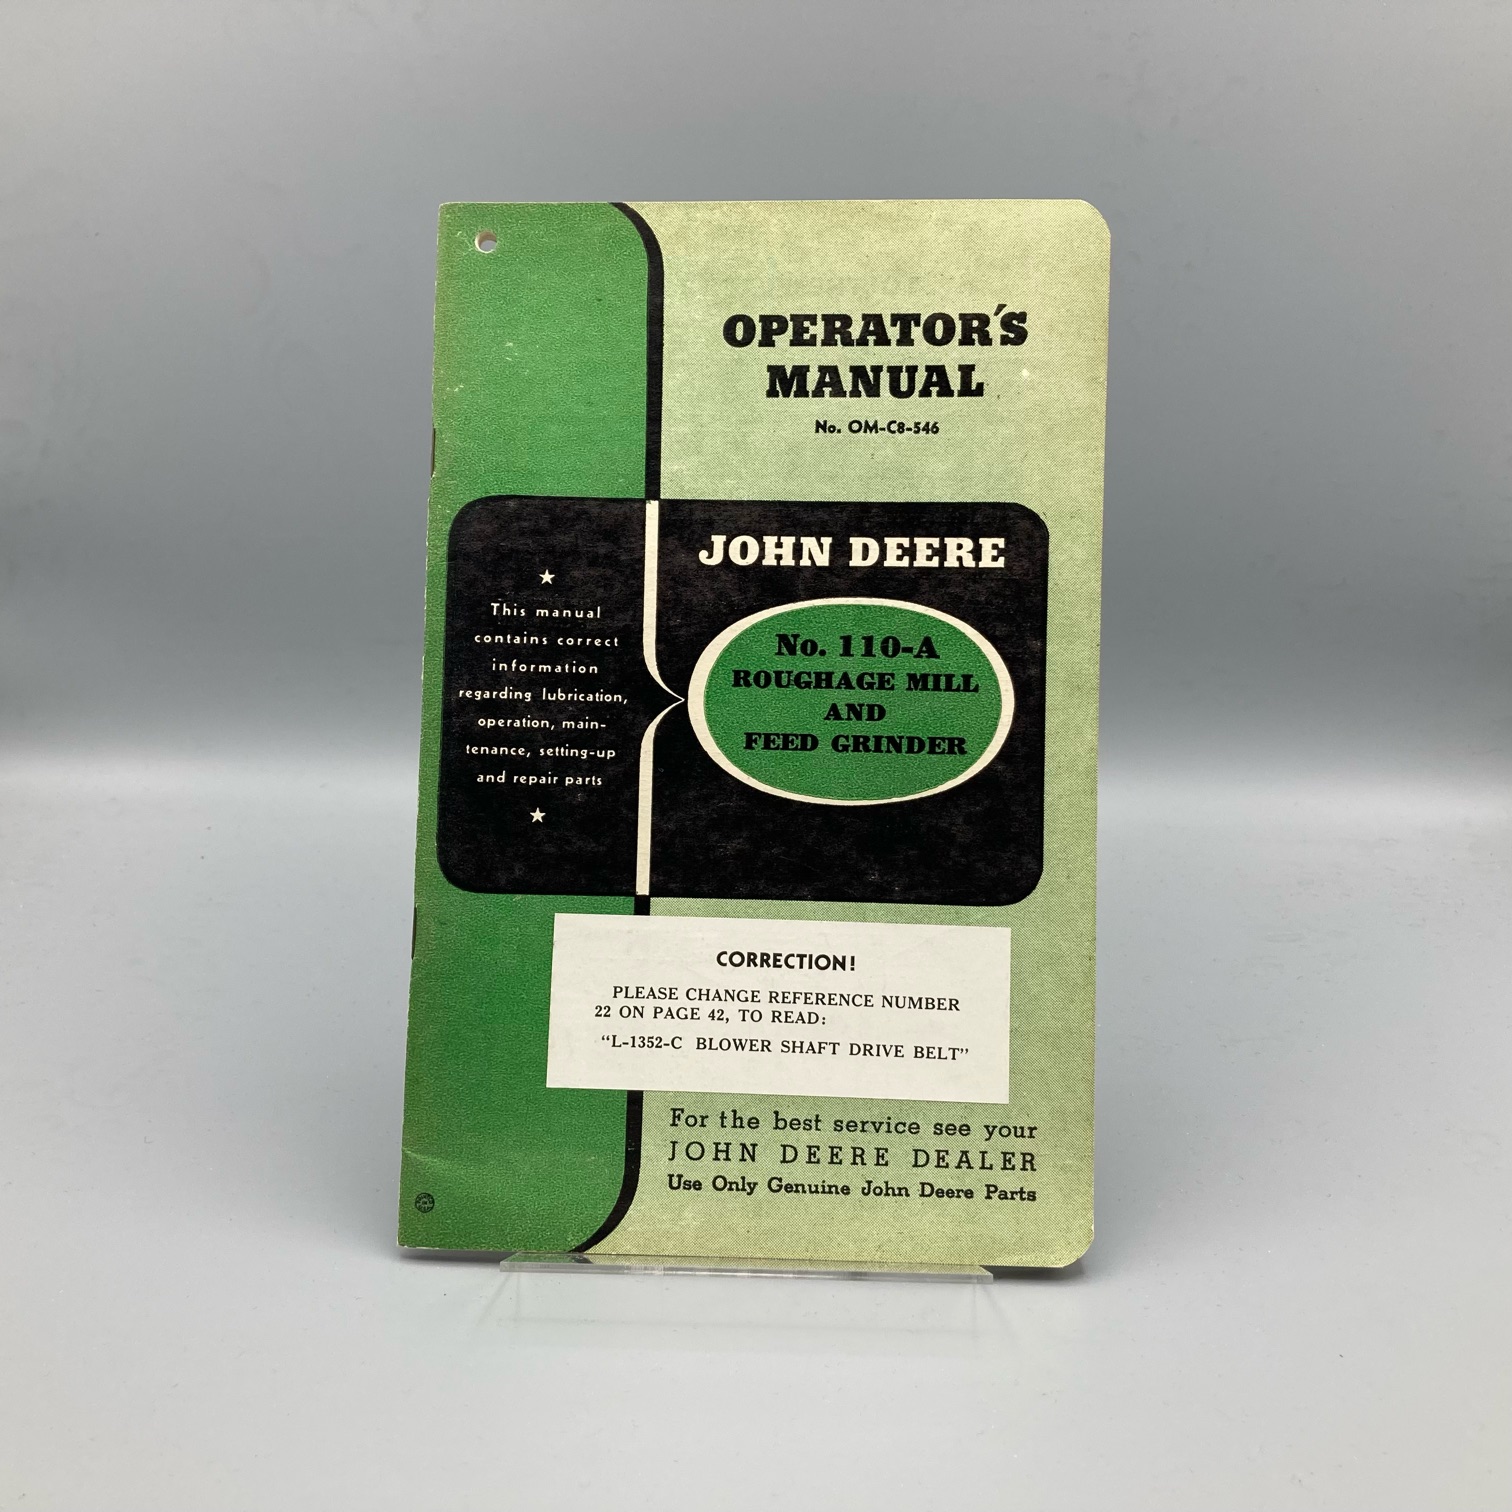 OPERATOR'S
MANUAL
No. OM-C8-546
JOHN DEERE
No. 110-A
ROUGHAGE MILL
AND
FEED GRINDER
★
This manual
contains correct
information
regarding lubrication,
operation, main-
tenance, setting-up
and repair parts
★
CORRECTION!
PLEASE CHANGE REFERENCE NUMBER
22 ON PAGE 42, TO READ:
“L-1352-C BLOWER SHAFT DRIVE BELT”
For the best service see your
JOHN DEERE DEALER
Use Only Genuine John Deere Parts